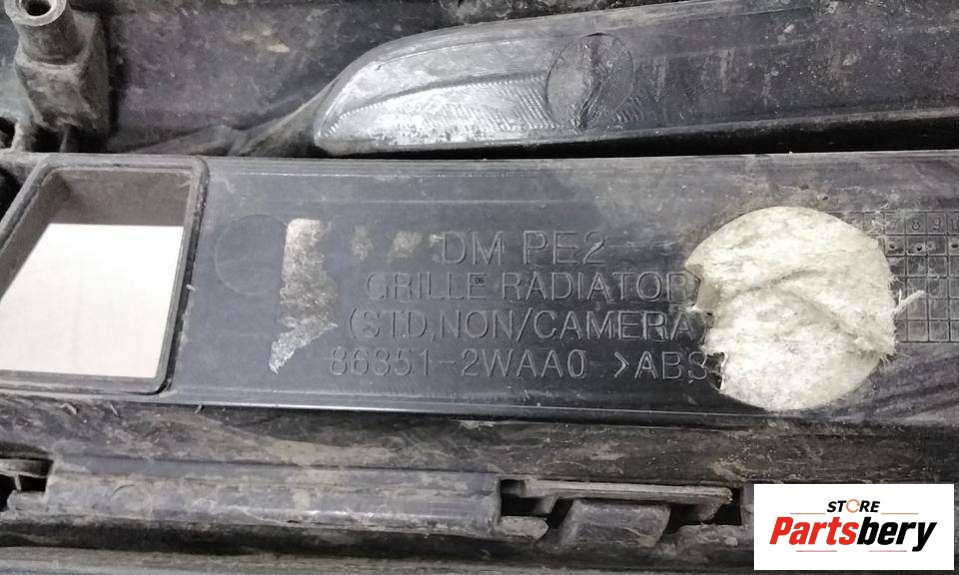 DM PE2
GRILLE RADIATOR
(STD,NON/CAMERA)
86351-2WAA0 >ABS
STORE
Partsbery